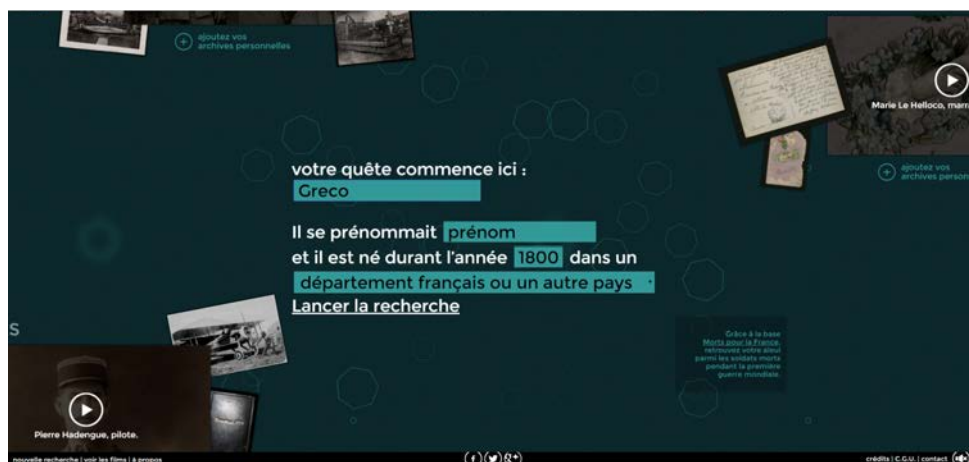 ajoutez vos
archives personnelles
Marie Le Helloco, marr
ajoutez vos
archives person
votre quête commence ici :
Greco
Il se prénommait prénom
et il est né durant l'année 1800 dans un
département français ou un autre pays
Lancer la recherche
S
Grâce à la base
Morts pour la France,
retrouvez votre aïeul
parmi les soldats morts
pendant la première
guerre mondiale.
Pierre Hadengue, pilote.
nouvelle recherche | voir les films | à propos
crédits | C.G.U. | contact